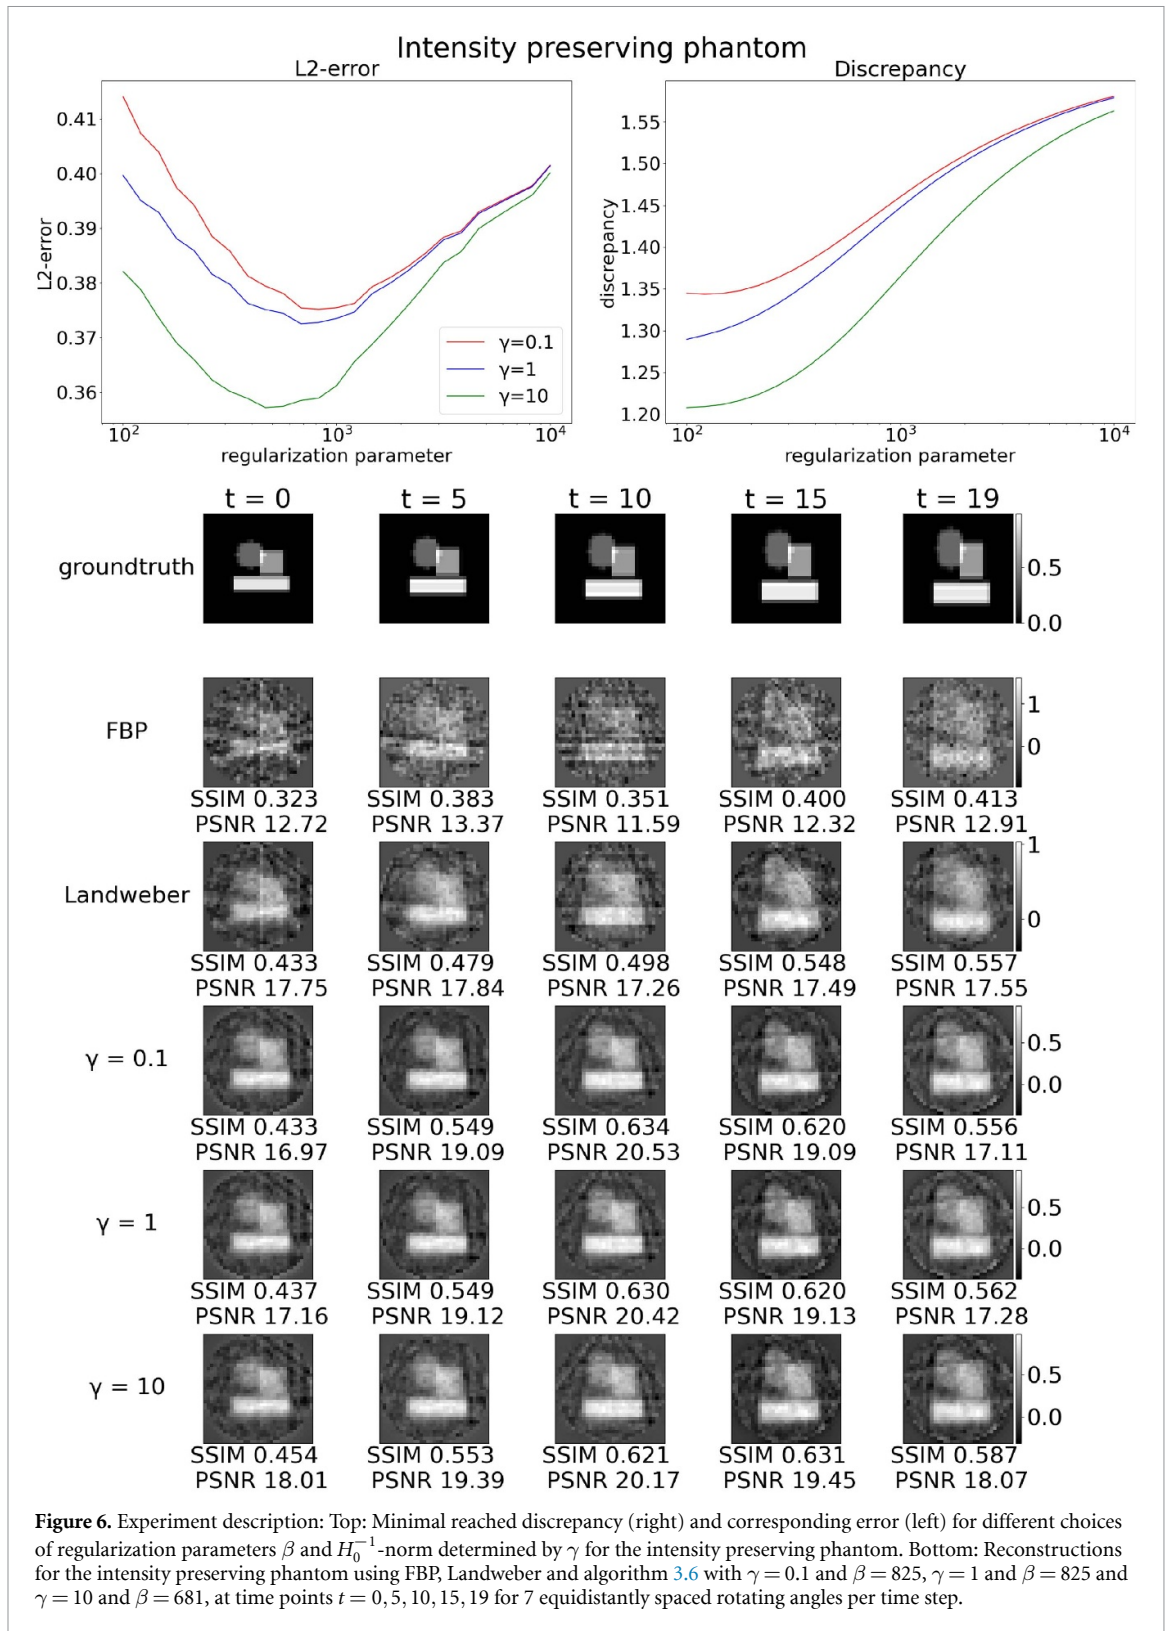 Intensity preserving phantom
L2-error
Discrepancy
0.41
0.40
0.39
0.38
0.37
0.36
L2-error
γ=0.1
γ=1
γ=10
10² 10³ 10⁴
regularization parameter
1.55
1.50
1.45
1.40
1.35
1.30
1.25
1.20
discrepancy
10² 10³ 10⁴
regularization parameter
t = 0 t = 5 t = 10 t = 15 t = 19
groundtruth
0.5
0.0
FBP
1
0
SSIM 0.323 SSIM 0.383 SSIM 0.351 SSIM 0.400 SSIM 0.413
PSNR 12.72 PSNR 13.37 PSNR 11.59 PSNR 12.32 PSNR 12.91
Landweber
1
0
SSIM 0.433 SSIM 0.479 SSIM 0.498 SSIM 0.548 SSIM 0.557
PSNR 17.75 PSNR 17.84 PSNR 17.26 PSNR 17.49 PSNR 17.55
γ = 0.1
0.5
0.0
SSIM 0.433 SSIM 0.549 SSIM 0.634 SSIM 0.620 SSIM 0.556
PSNR 16.97 PSNR 19.09 PSNR 20.53 PSNR 19.09 PSNR 17.11
γ = 1
0.5
0.0
SSIM 0.437 SSIM 0.549 SSIM 0.630 SSIM 0.620 SSIM 0.562
PSNR 17.16 PSNR 19.12 PSNR 20.42 PSNR 19.13 PSNR 17.28
γ = 10
0.5
0.0
SSIM 0.454 SSIM 0.553 SSIM 0.621 SSIM 0.631 SSIM 0.587
PSNR 18.01 PSNR 19.39 PSNR 20.17 PSNR 19.45 PSNR 18.07
Figure 6. Experiment description: Top: Minimal reached discrepancy (right) and corresponding error (left) for different choices
of regularization parameters β and H₀⁻¹-norm determined by γ for the intensity preserving phantom. Bottom: Reconstructions
for the intensity preserving phantom using FBP, Landweber and algorithm 3.6 with γ = 0.1 and β = 825, γ = 1 and β = 825 and
γ = 10 and β = 681, at time points t = 0, 5, 10, 15, 19 for 7 equidistantly spaced rotating angles per time step.